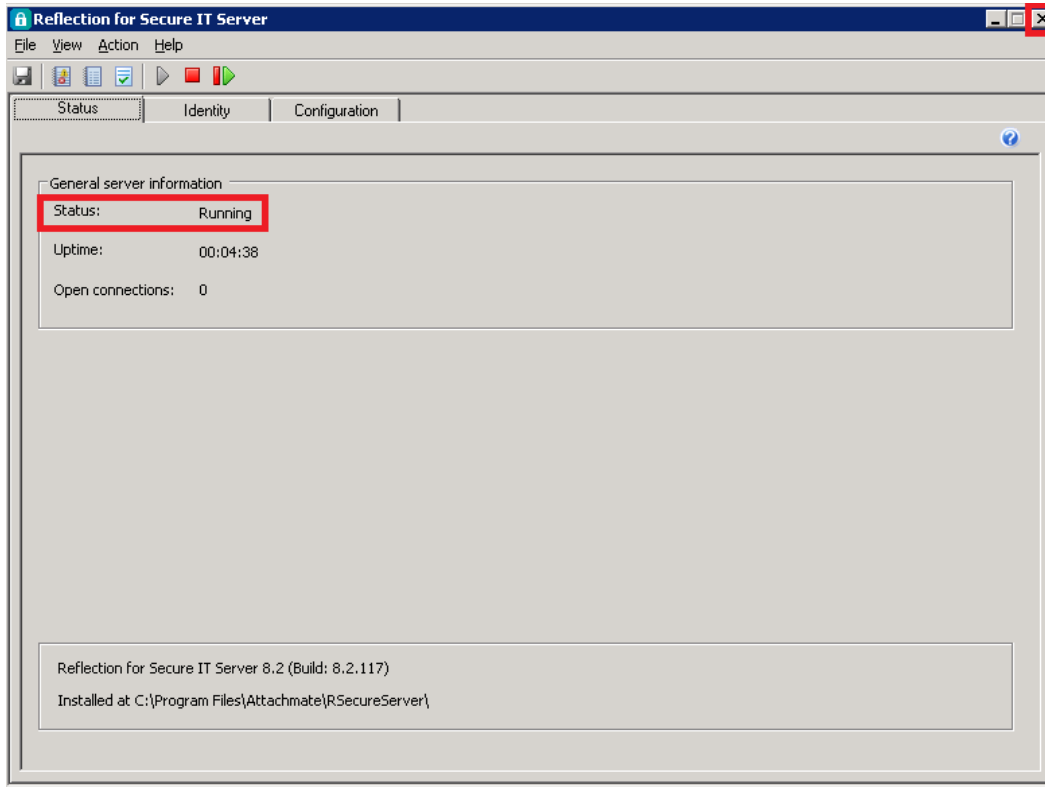 Reflection for Secure IT Server
File View Action Help
Status Identity Configuration
General server information
Status: Running
Uptime: 00:04:38
Open connections: 0
Reflection for Secure IT Server 8.2 (Build: 8.2.117)
Installed at C:\Program Files\Attachmate\RSecureServer\